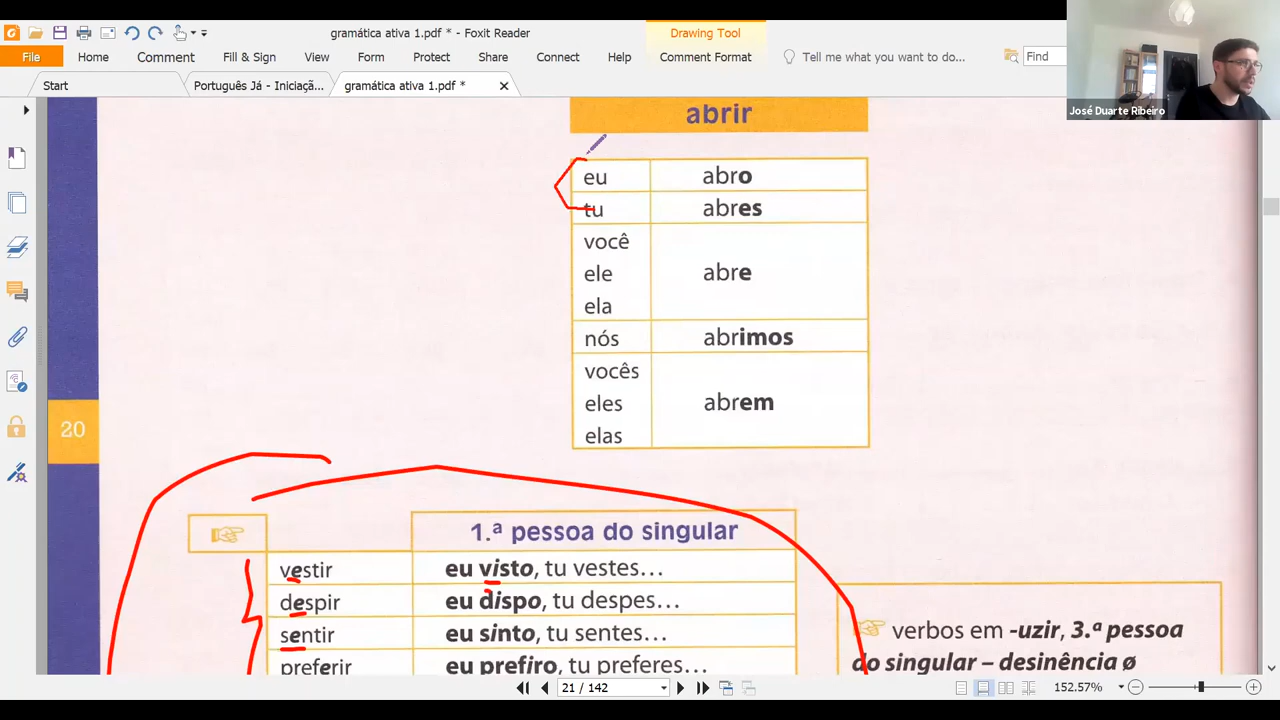 gramática ativa 1.pdf * - Foxit Reader
Drawing Tool
File Home Comment Fill & Sign View Form Protect Comment Format Share Connect Help Tell me what you want to do... Find
José Duarte Ribeiro
Start Português Já - Iniciaçã... gramática ativa 1.pdf *
abrir
eu abro
tu abres
você
ele abre
ela
nós abrimos
vocês
eles abrem
elas
20
1.ª pessoa do singular
vestir eu visto, tu vestes...
despir eu dispo, tu despes...
sentir eu sinto, tu sentes...
preferir eu prefiro, tu preferes...
verbos em -uzir, 3.ª pessoa
do singular – desinência ø
21 / 142 152.57%